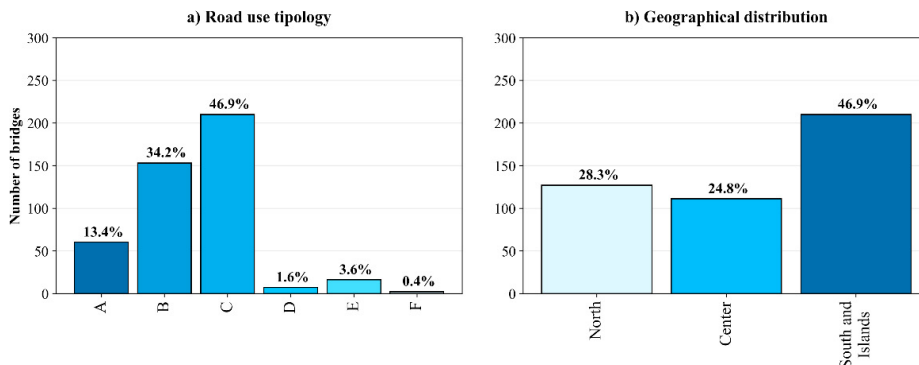 a) Road use tipology
Number of bridges
300
250
200
150
100
50
0
13.4%
34.2%
46.9%
1.6%
3.6%
0.4%
A
B
C
D
E
F
b) Geographical distribution
300
250
200
150
100
50
0
28.3%
24.8%
46.9%
North
Center
South and
Islands